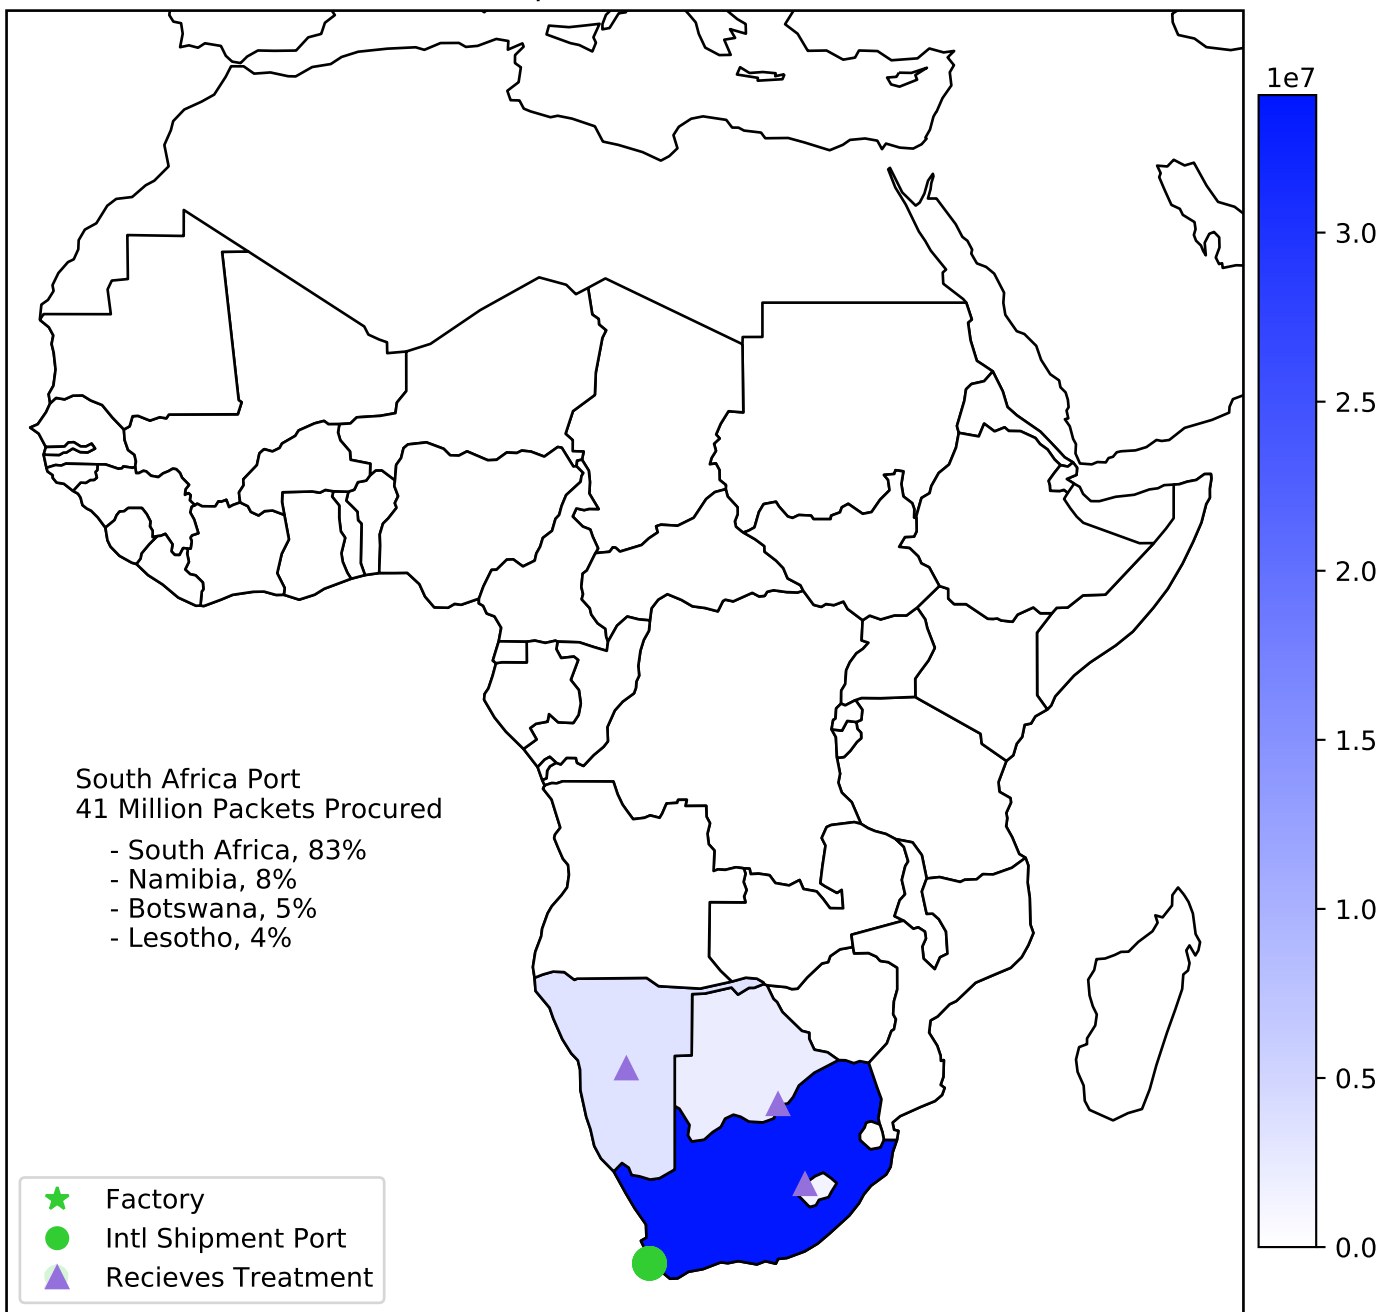 1e7
3.0
2.5
2.0
1.5
1.0
0.5
0.0
South Africa Port
41 Million Packets Procured
- South Africa, 83%
- Namibia, 8%
- Botswana, 5%
- Lesotho, 4%
Factory
Intl Shipment Port
Recieves Treatment